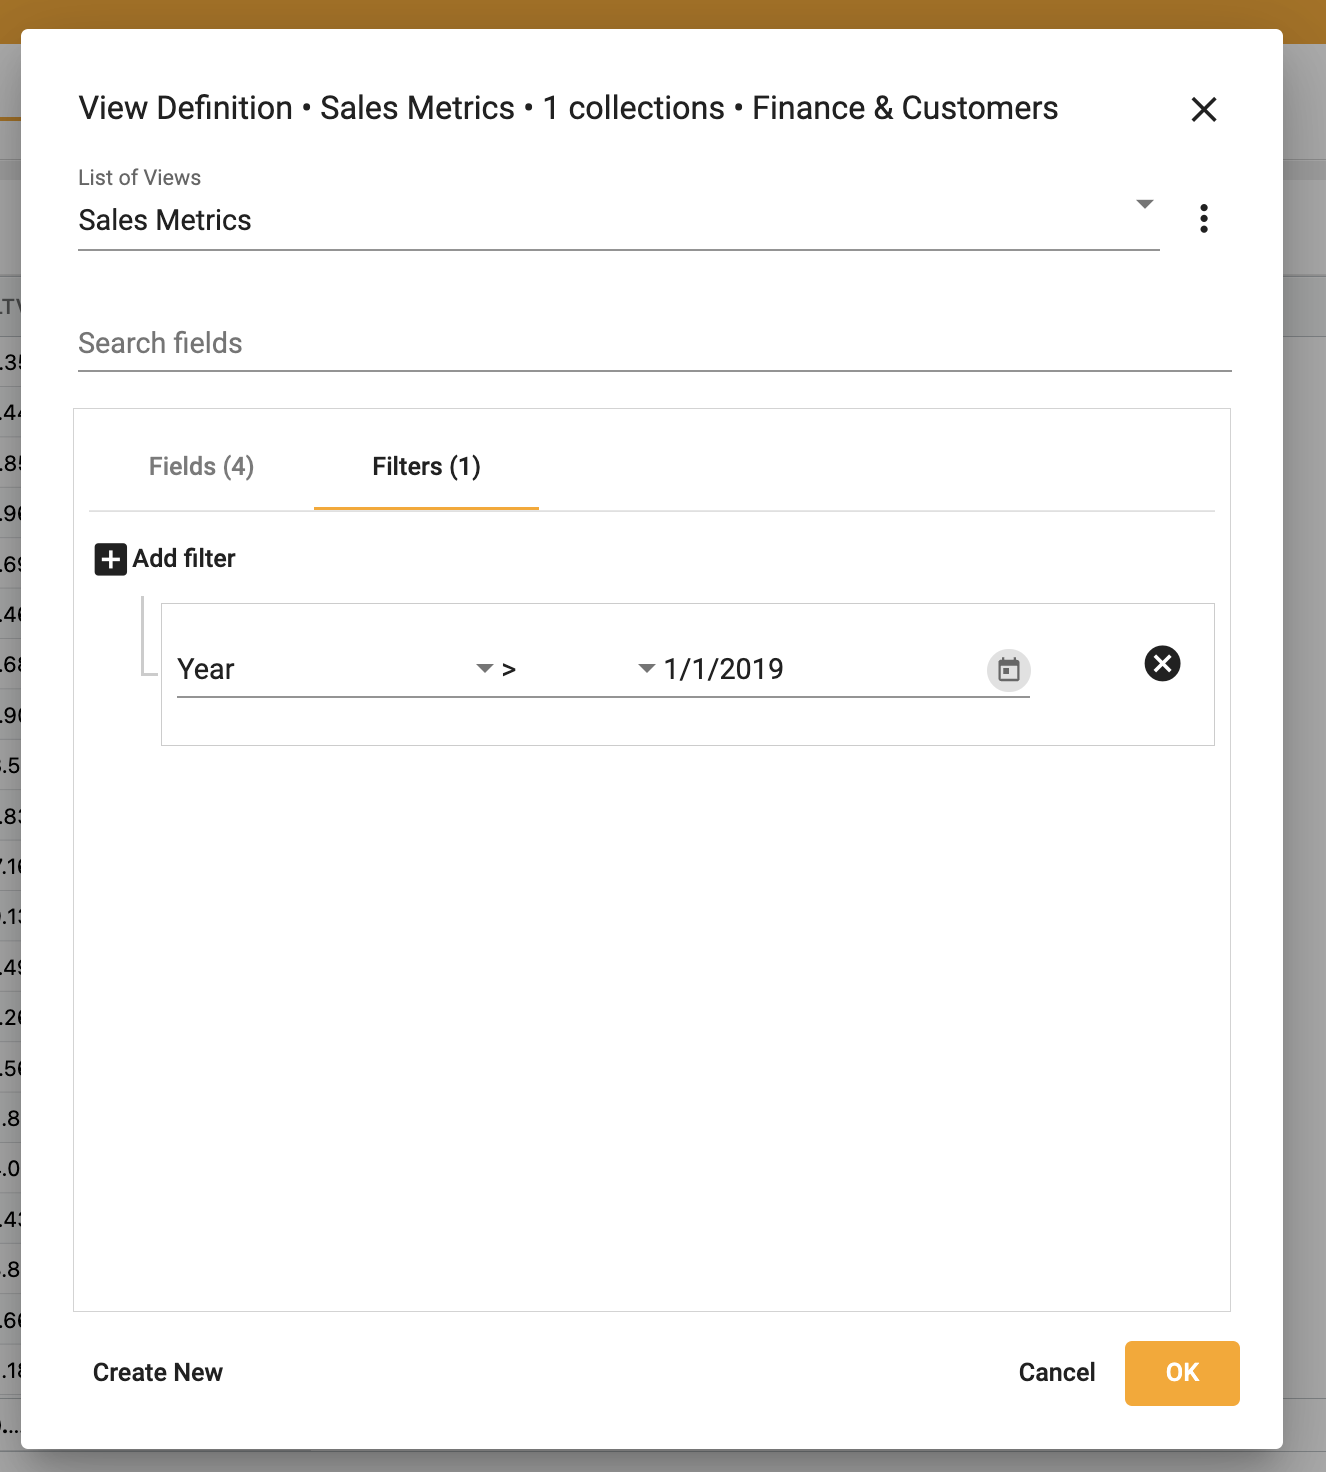 View Definition • Sales Metrics • 1 collections • Finance & Customers
List of Views
Sales Metrics
Search fields
Fields (4) Filters (1)
Add filter
Year > 1/1/2019
Create New Cancel OK